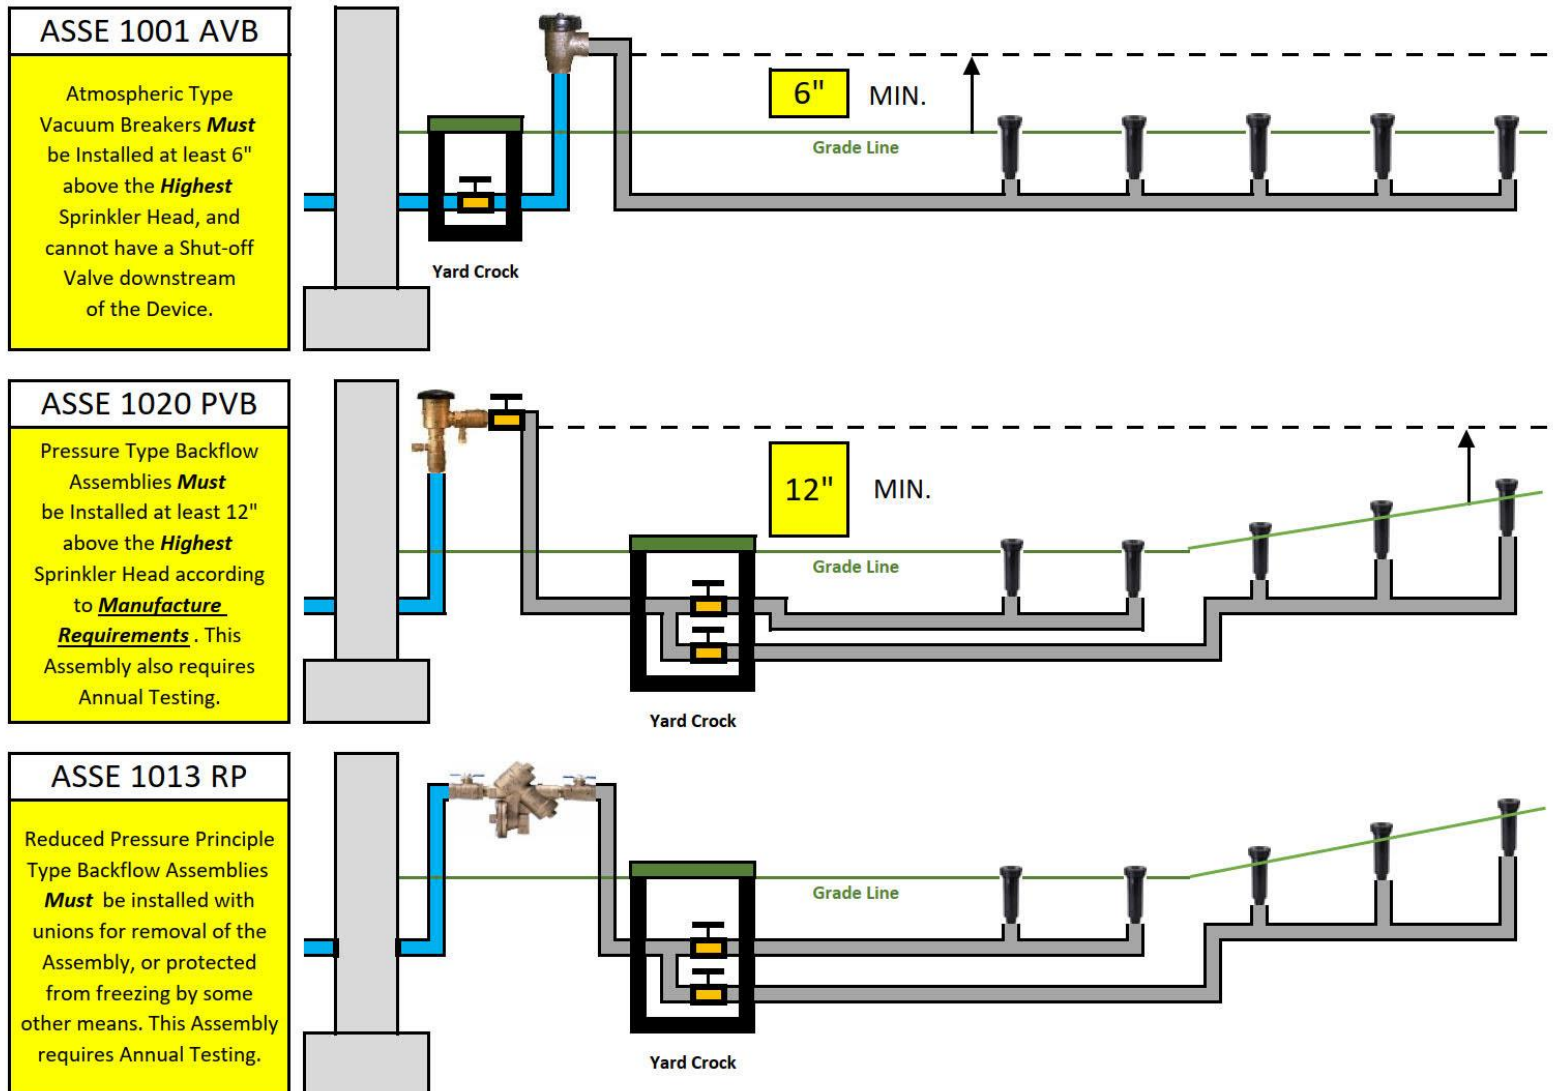 ASSE 1001 AVB
Atmospheric Type
Vacuum Breakers Must
be Installed at least 6"
above the Highest
Sprinkler Head, and
cannot have a Shut-off
Valve downstream
of the Device.
6" MIN.
Grade Line
Yard Crock
ASSE 1020 PVB
Pressure Type Backflow
Assemblies Must
be Installed at least 12"
above the Highest
Sprinkler Head according
to Manufacture
Requirements . This
Assembly also requires
Annual Testing.
12" MIN.
Grade Line
Yard Crock
ASSE 1013 RP
Reduced Pressure Principle
Type Backflow Assemblies
Must be installed with
unions for removal of the
Assembly, or protected
from freezing by some
other means. This Assembly
requires Annual Testing.
Grade Line
Yard Crock